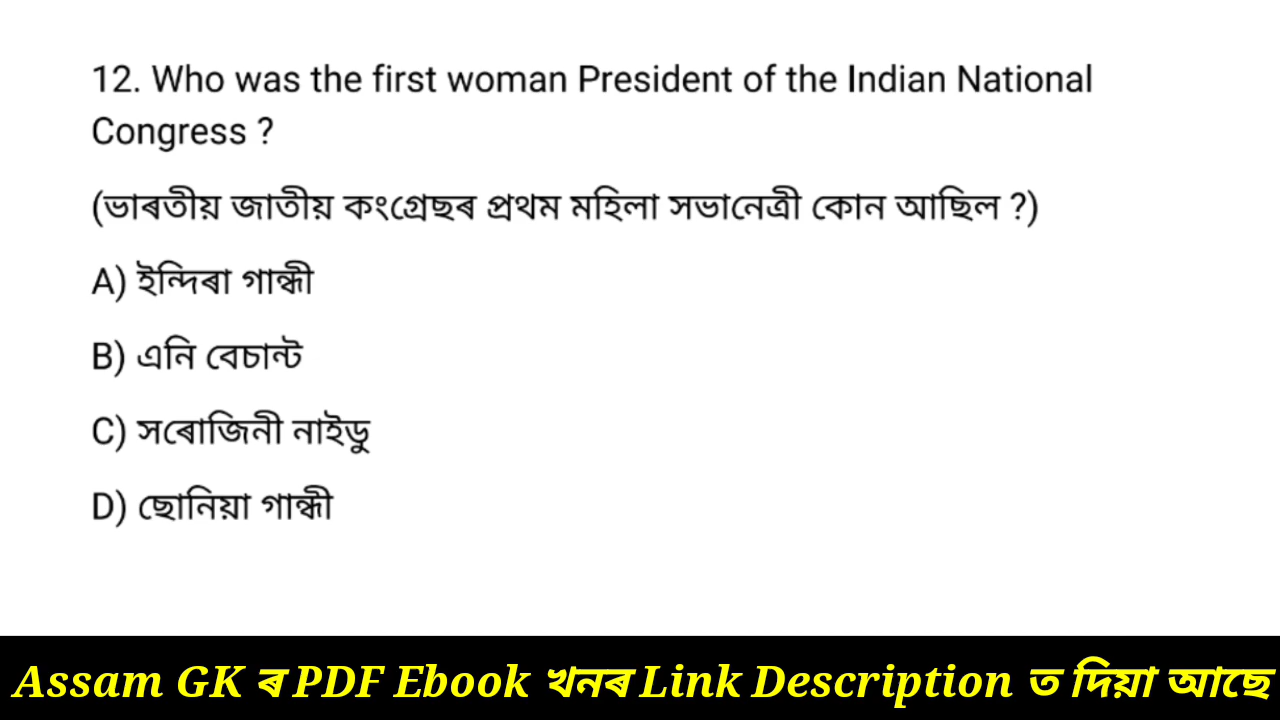 12. Who was the first woman President of the Indian National
Congress ?
(ভাৰতীয় জাতীয় কংগ্ৰেছৰ প্ৰথম মহিলা সভানেত্ৰী কোন আছিল ?)
A) ইন্দিৰা গান্ধী
B) এনি বেচান্ট
C) সৰোজিনী নাইডু
D) ছোনিয়া গান্ধী
Assam GK ৰ PDF Ebook খনৰ Link Description ত দিয়া আছে